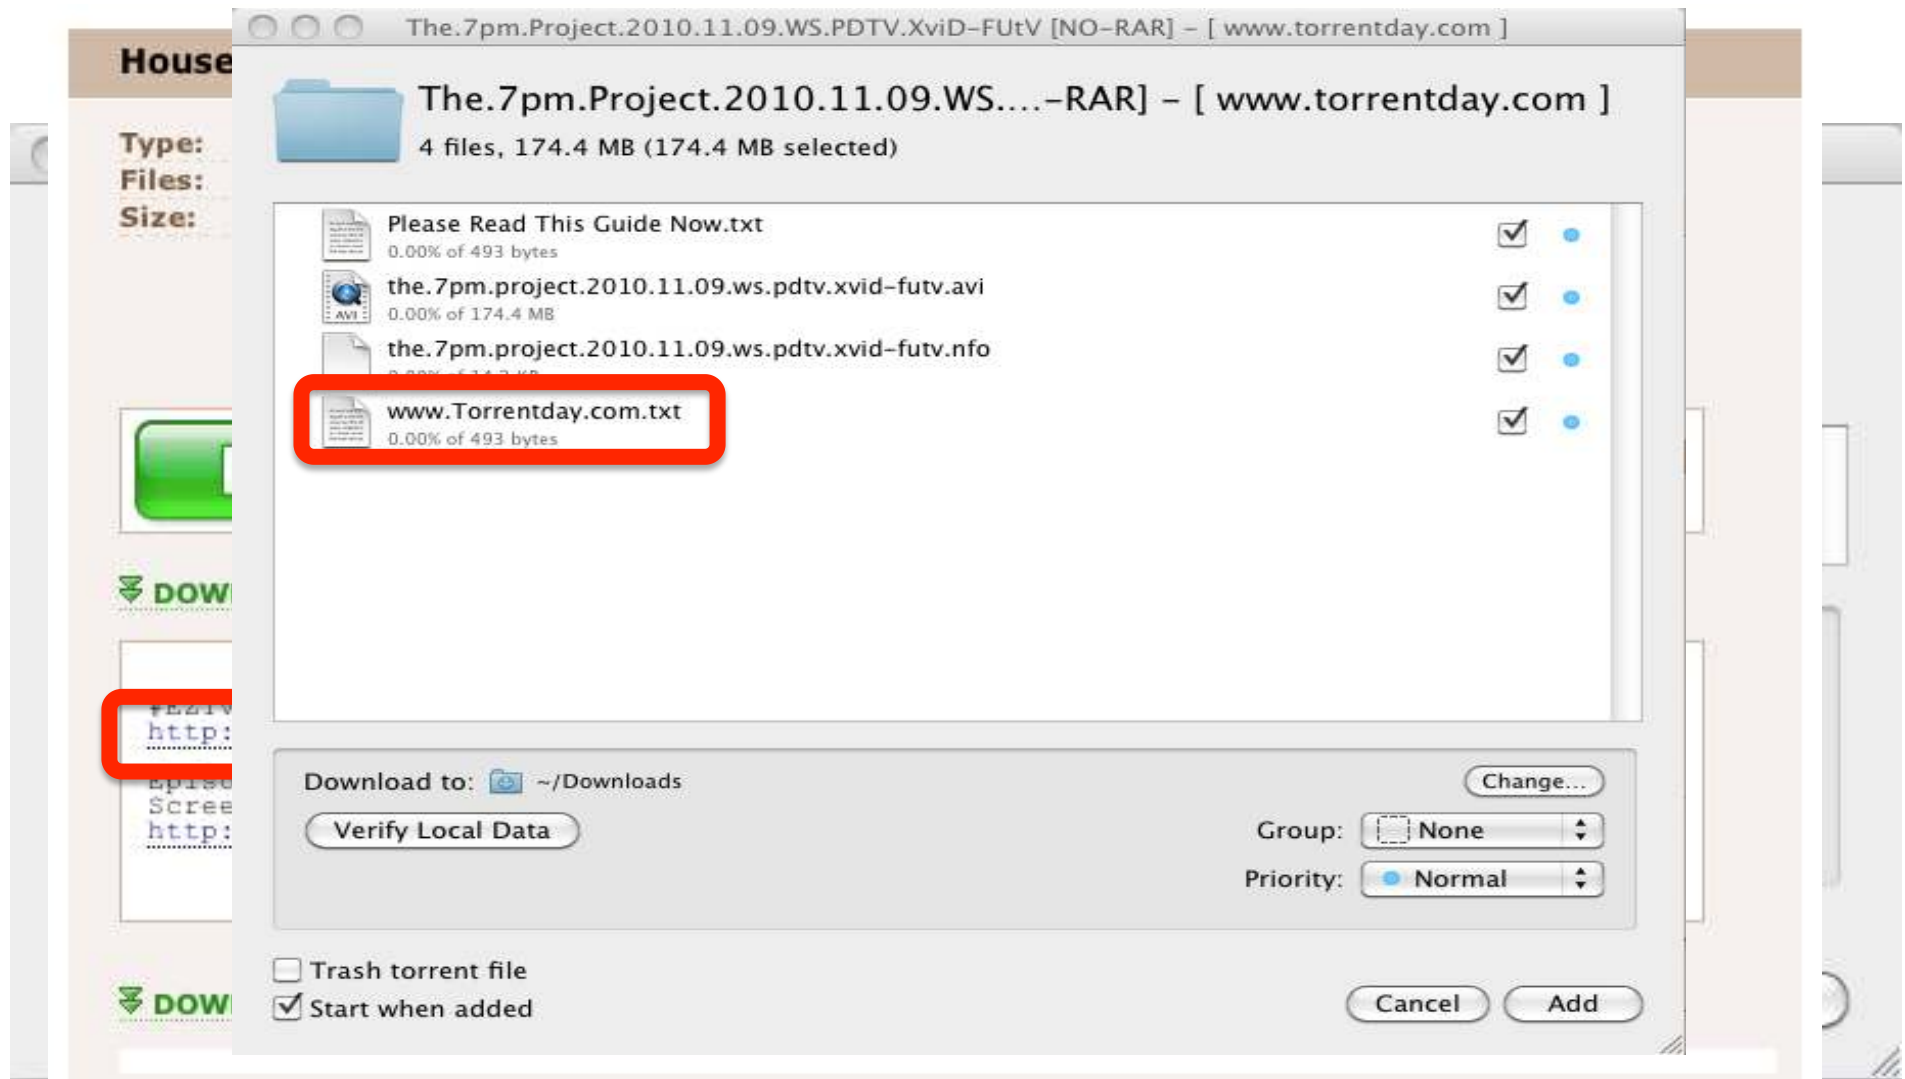 The.7pm.Project.2010.11.09.WS.PDTV.XviD-FUtV [NO-RAR] - [ www.torrentday.com ]
House
The.7pm.Project.2010.11.09.WS....-RAR] - [ www.torrentday.com ]
4 files, 174.4 MB (174.4 MB selected)
Type:
Files:
Size:
Please Read This Guide Now.txt
0.00% of 493 bytes
the.7pm.project.2010.11.09.ws.pdtv.xvid-futv.avi
AVI
0.00% of 174.4 MB
the.7pm.project.2010.11.09.ws.pdtv.xvid-futv.nfo
www.Torrentday.com.txt
0.00% of 493 bytes
DOW
http:
Download to: ~/Downloads
Change...
Scree
http:
Verify Local Data
Group: None
Priority: Normal
Trash torrent file
DOW
Start when added
Cancel
Add